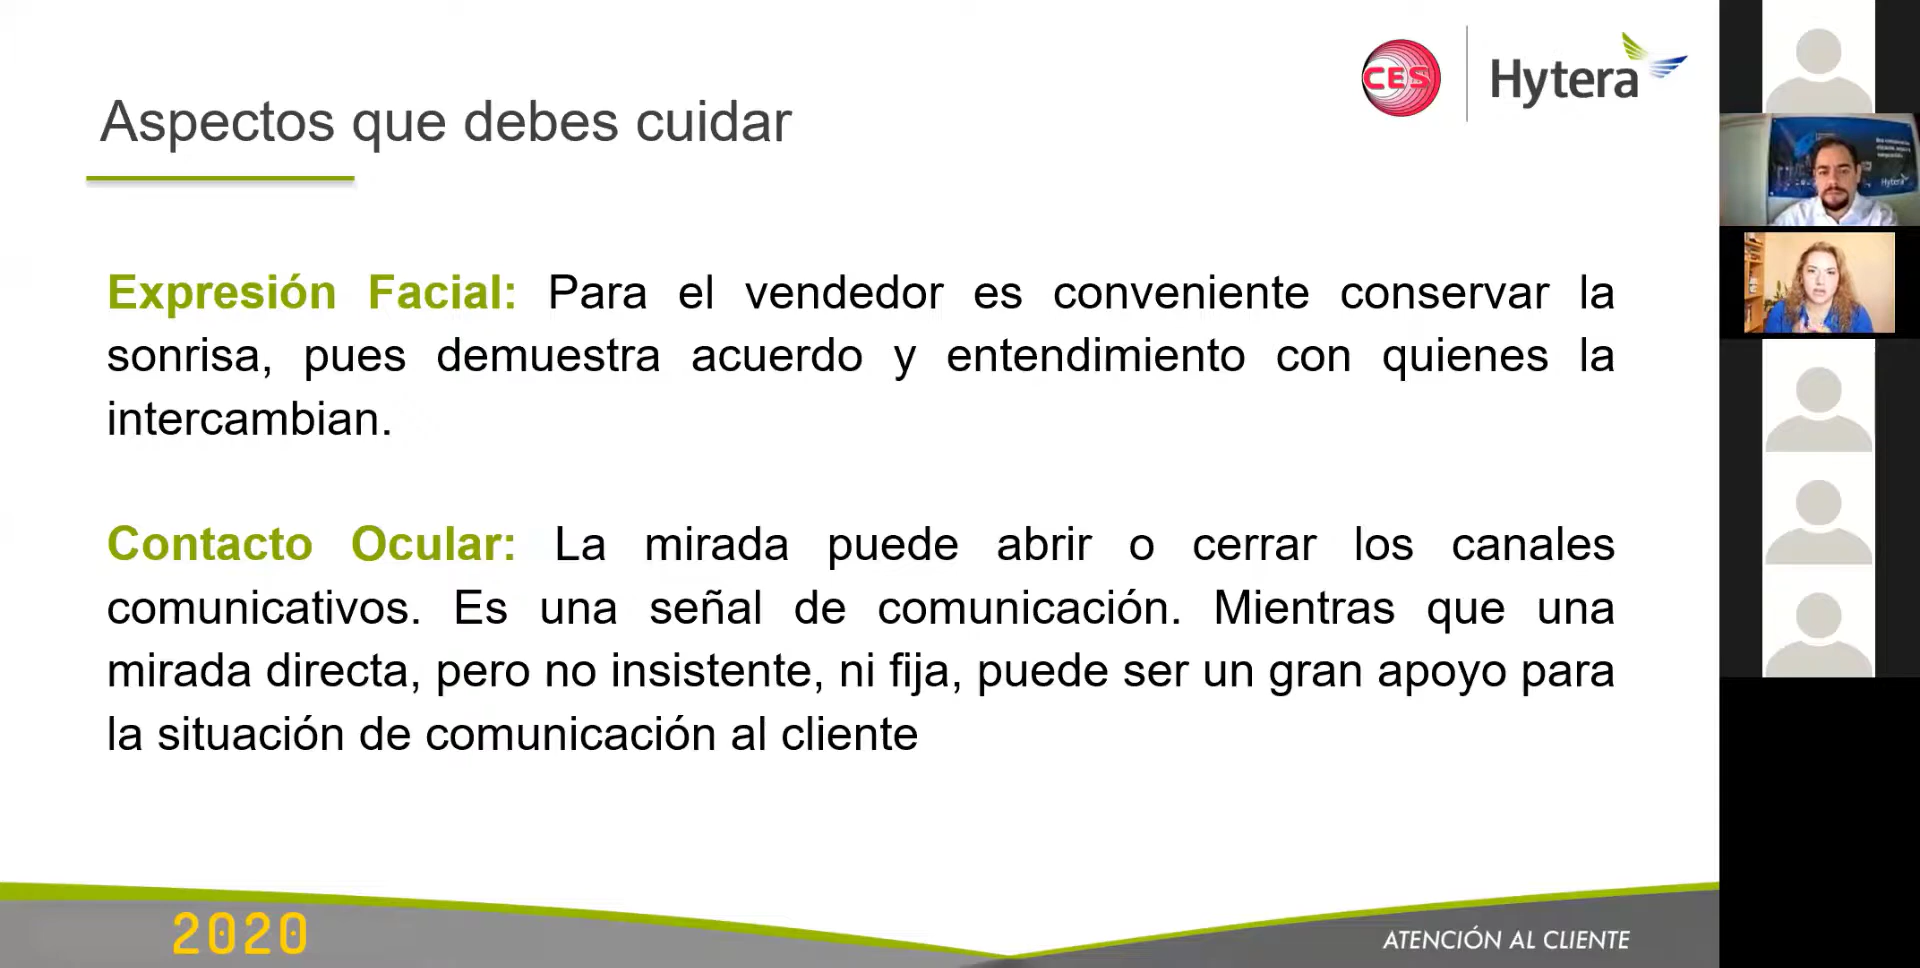 CES
Hytera
Aspectos que debes cuidar
Expresión Facial: Para el vendedor es conveniente conservar la
sonrisa, pues demuestra acuerdo y entendimiento con quienes la
intercambian.
Contacto Ocular: La mirada puede abrir o cerrar los canales
comunicativos. Es una señal de comunicación. Mientras que una
mirada directa, pero no insistente, ni fija, puede ser un gran apoyo para
la situación de comunicación al cliente
2020
ATENCIÓN AL CLIENTE
Hytera